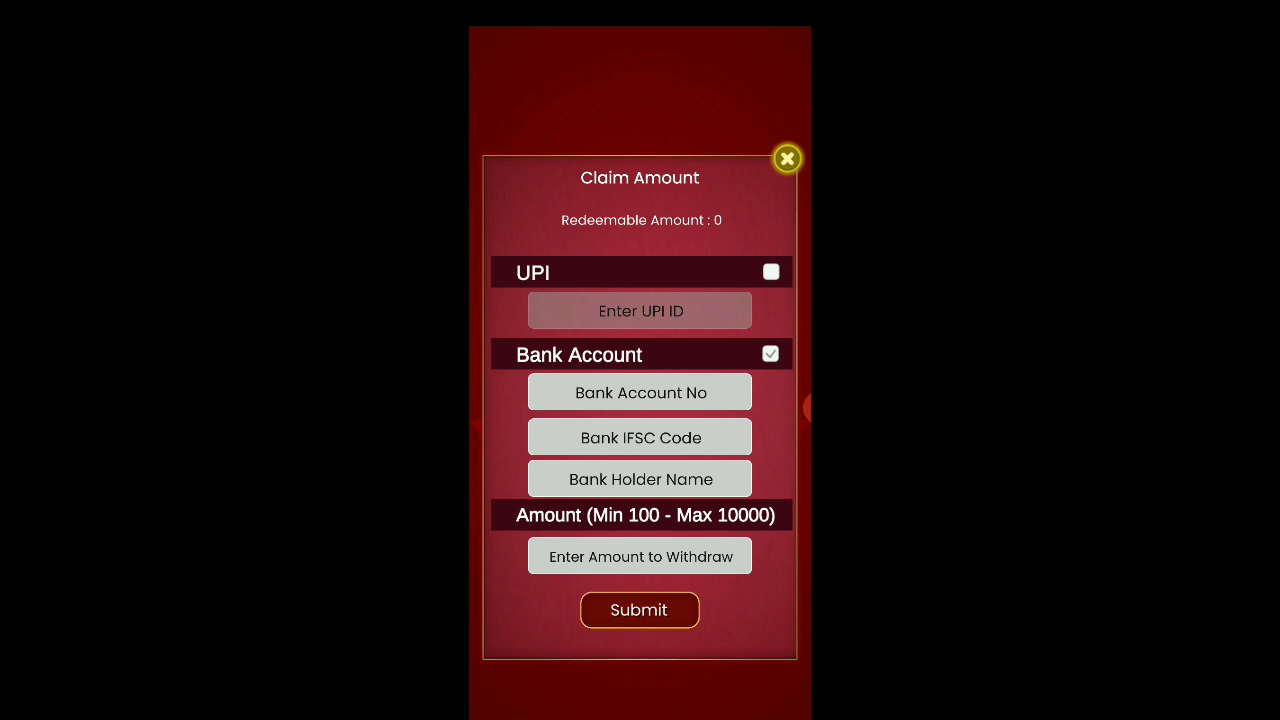 Claim Amount
Redeemable Amount : 0
UPI
Enter UPI ID
Bank Account
Bank Account No
Bank IFSC Code
Bank Holder Name
Amount (Min 100 - Max 10000)
Enter Amount to Withdraw
Submit